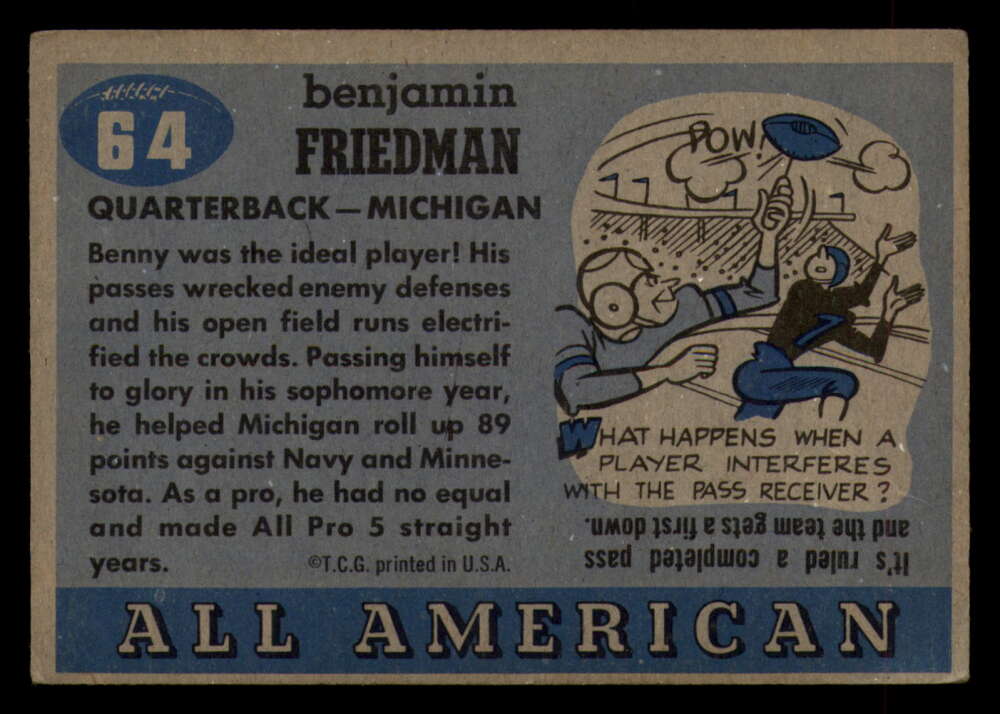 64
benjamin
FRIEDMAN
QUARTERBACK—MICHIGAN
Benny was the ideal player! His
passes wrecked enemy defenses
and his open field runs electri-
fied the crowds. Passing himself
to glory in his sophomore year,
he helped Michigan roll up 89
points against Navy and Minne-
sota. As a pro, he had no equal
and made All Pro 5 straight
years.
©T.C.G. printed in U.S.A.
POW!
7
WHAT HAPPENS WHEN A
PLAYER INTERFERES
WITH THE PASS RECEIVER?
It's ruled a completed pass
and the team gets a first down.
ALL AMERICAN